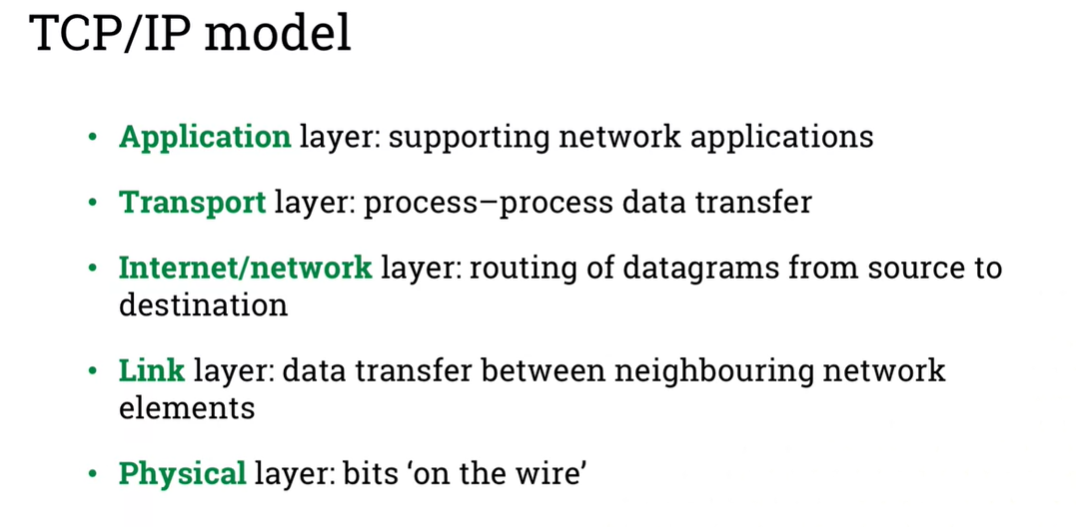 TCP/IP model
• Application layer: supporting network applications
• Transport layer: process–process data transfer
• Internet/network layer: routing of datagrams from source to
destination
• Link layer: data transfer between neighbouring network
elements
• Physical layer: bits ‘on the wire’